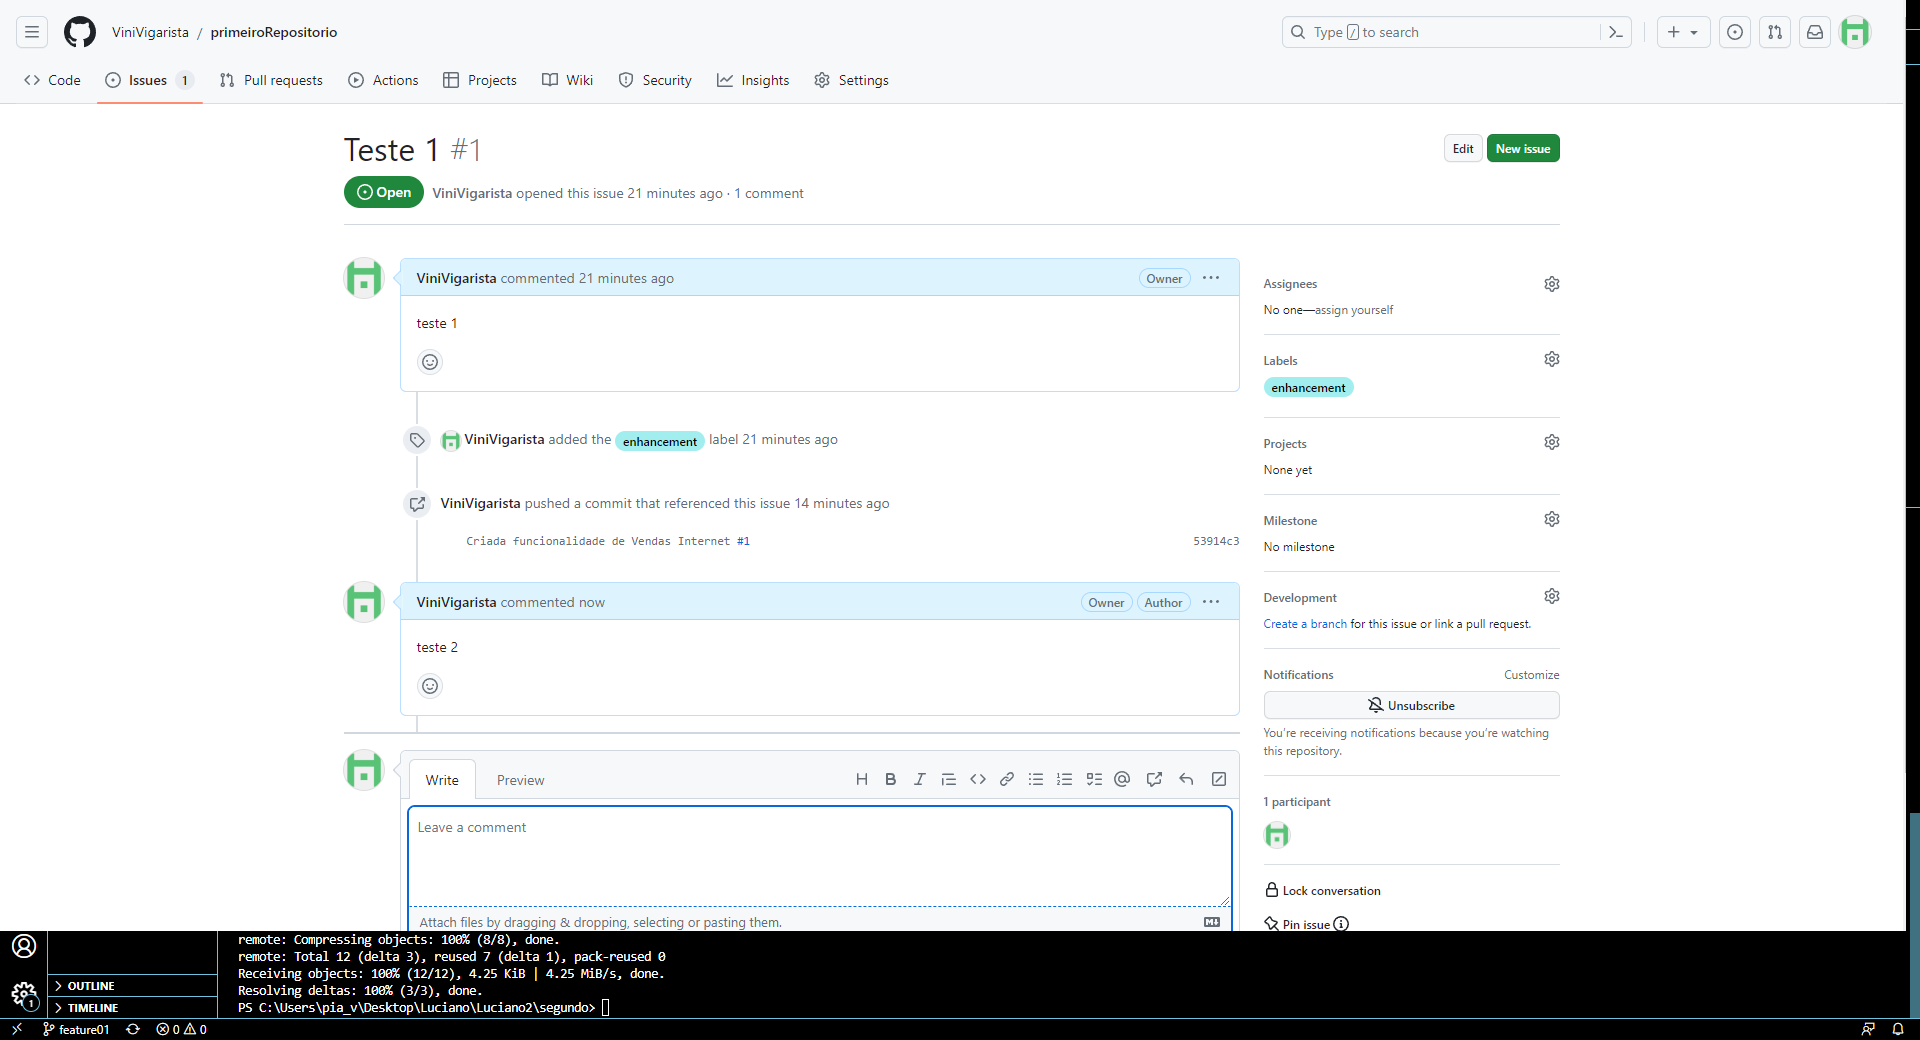 ViniVigarista / primeiroRepositorio
Type / to search
Code
Issues 1
Pull requests
Actions
Projects
Wiki
Security
Insights
Settings
Teste 1 #1
Edit
New issue
Open
ViniVigarista opened this issue 21 minutes ago · 1 comment
ViniVigarista commented 21 minutes ago
Owner
teste 1
ViniVigarista added the enhancement label 21 minutes ago
ViniVigarista pushed a commit that referenced this issue 14 minutes ago
Criada funcionalidade de Vendas Internet #1
53914c3
ViniVigarista commented now
Owner
Author
teste 2
Write
Preview
Leave a comment
Attach files by dragging & dropping, selecting or pasting them.
Assignees
No one—assign yourself
Labels
enhancement
Projects
None yet
Milestone
No milestone
Development
Create a branch for this issue or link a pull request.
Notifications
Customize
Unsubscribe
You're receiving notifications because you're watching
this repository.
1 participant
Lock conversation
Pin issue
remote: Compressing objects: 100% (8/8), done.
remote: Total 12 (delta 3), reused 7 (delta 1), pack-reused 0
Receiving objects: 100% (12/12), 4.25 KiB | 4.25 MiB/s, done.
Resolving deltas: 100% (3/3), done.
PS C:\Users\pia_v\Desktop\Luciano\Luciano2\segundo>
OUTLINE
TIMELINE
1
feature01
0 0